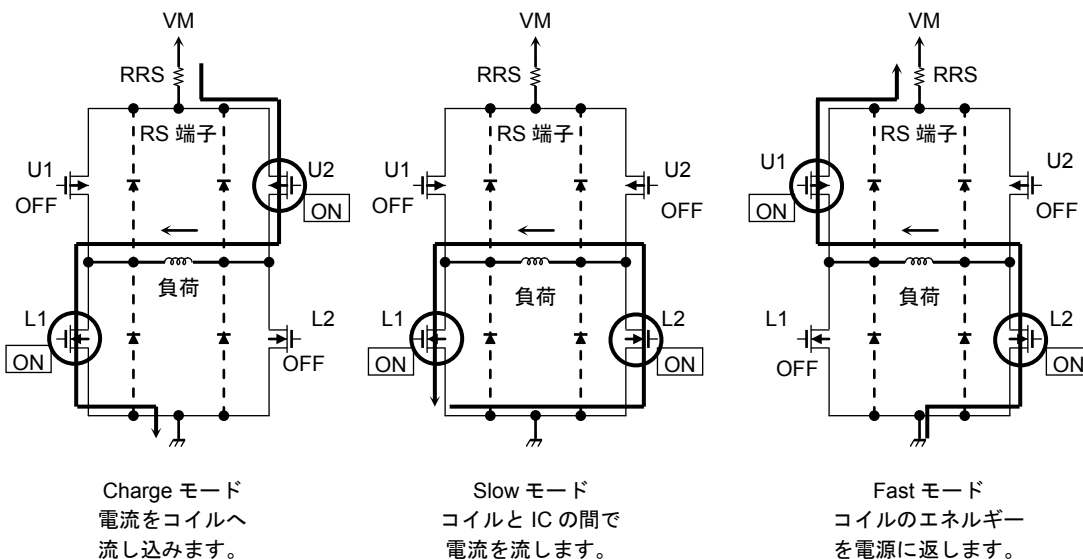 VM
RRS
RS 端子
U1
OFF
U2
ON
負荷
L1
ON
L2
OFF
Charge モード
電流をコイルへ
流し込みます。
VM
RRS
RS 端子
U1
OFF
U2
OFF
負荷
L1
ON
L2
ON
Slow モード
コイルと IC の間で
電流を流します。
VM
RRS
RS 端子
U1
ON
U2
OFF
負荷
L1
OFF
L2
ON
Fast モード
コイルのエネルギー
を電源に返します。